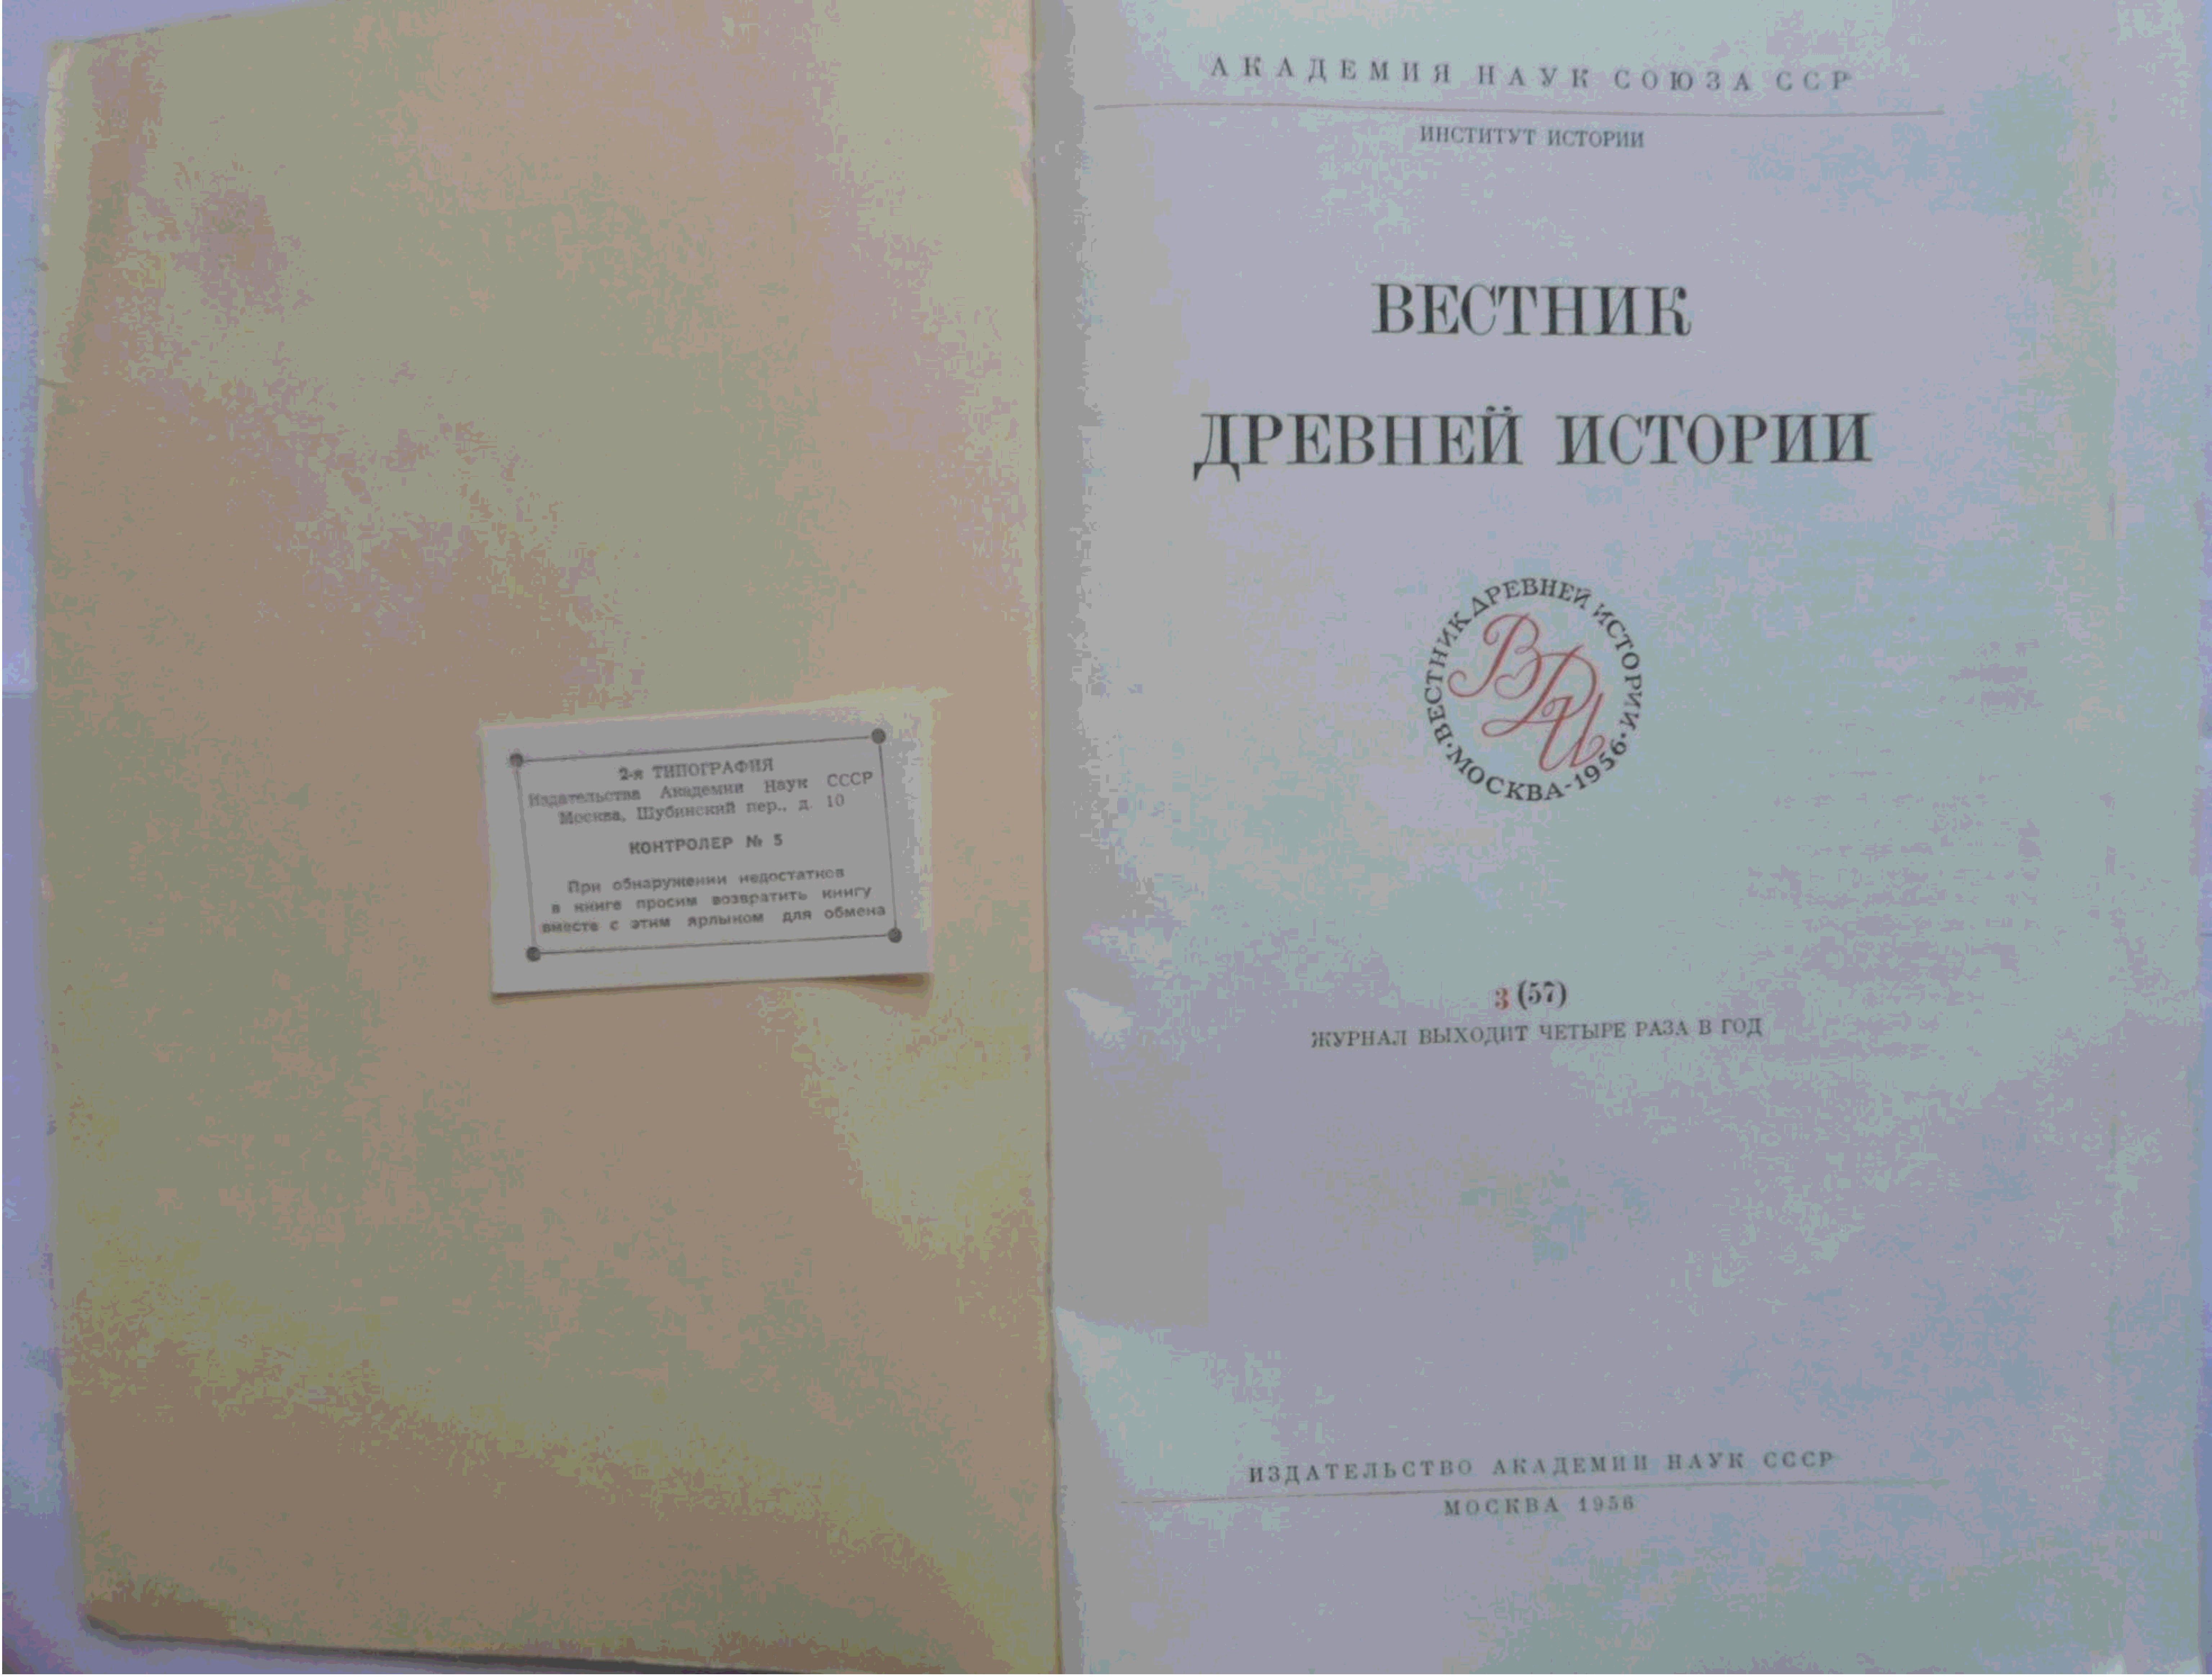 2-я ТИПОГРАФИЯ
Издательства Академии Наук СССР
Москва, Шубинский пер., д. 10
КОНТРОЛЕР № 5
При обнаружении недостатков
в книге просим возвратить книгу
вместе с этим ярлыком для обмена
АКАДЕМИЯ НАУК СОЮЗА ССР
ИНСТИТУТ ИСТОРИИ
ВЕСТНИК
ДРЕВНЕЙ ИСТОРИИ
ВЕСТНИК ДРЕВНЕЙ ИСТОРИИ · МОСКВА-1956 ·
ВДИ
3 (57)
ЖУРНАЛ ВЫХОДИТ ЧЕТЫРЕ РАЗА В ГОД
ИЗДАТЕЛЬСТВО АКАДЕМИИ НАУК СССР
МОСКВА 1956